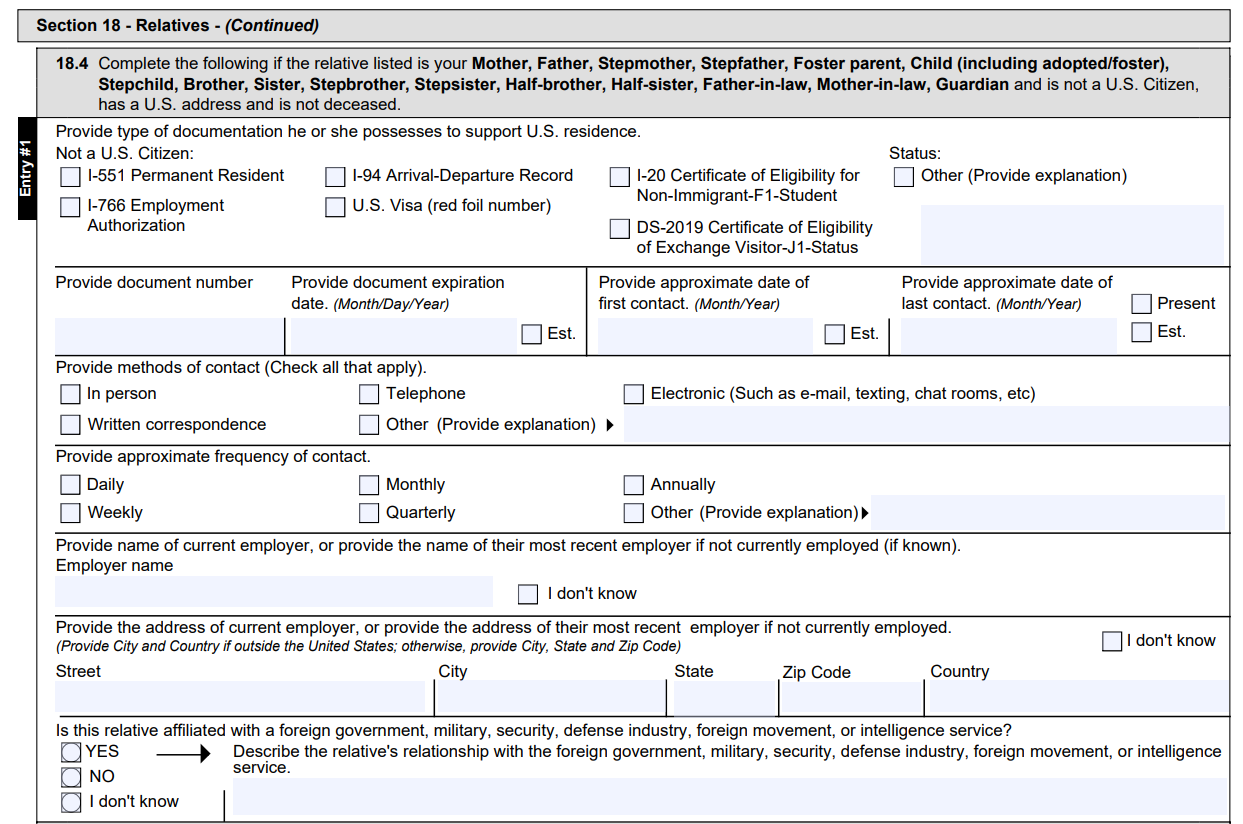 Section 18 - Relatives - (Continued)
18.4 Complete the following if the relative listed is your Mother, Father, Stepmother, Stepfather, Foster parent, Child (including adopted/foster),
Stepchild, Brother, Sister, Stepbrother, Stepsister, Half-brother, Half-sister, Father-in-law, Mother-in-law, Guardian and is not a U.S. Citizen,
has a U.S. address and is not deceased.
Entry #1
Provide type of documentation he or she possesses to support U.S. residence.
Not a U.S. Citizen:
I-551 Permanent Resident
I-766 Employment
Authorization
I-94 Arrival-Departure Record
U.S. Visa (red foil number)
I-20 Certificate of Eligibility for
Non-Immigrant-F1-Student
DS-2019 Certificate of Eligibility
of Exchange Visitor-J1-Status
Status:
Other (Provide explanation)
Provide document number
Provide document expiration
date. (Month/Day/Year)
Est.
Provide approximate date of
first contact. (Month/Year)
Est.
Provide approximate date of
last contact. (Month/Year)
Present
Est.
Provide methods of contact (Check all that apply).
In person
Telephone
Electronic (Such as e-mail, texting, chat rooms, etc)
Written correspondence
Other (Provide explanation)
Provide approximate frequency of contact.
Daily
Monthly
Annually
Weekly
Quarterly
Other (Provide explanation)
Provide name of current employer, or provide the name of their most recent employer if not currently employed (if known).
Employer name
I don't know
Provide the address of current employer, or provide the address of their most recent employer if not currently employed.
(Provide City and Country if outside the United States; otherwise, provide City, State and Zip Code)
I don't know
Street
City
State
Zip Code
Country
Is this relative affiliated with a foreign government, military, security, defense industry, foreign movement, or intelligence service?
YES
NO
I don't know
Describe the relative's relationship with the foreign government, military, security, defense industry, foreign movement, or intelligence
service.